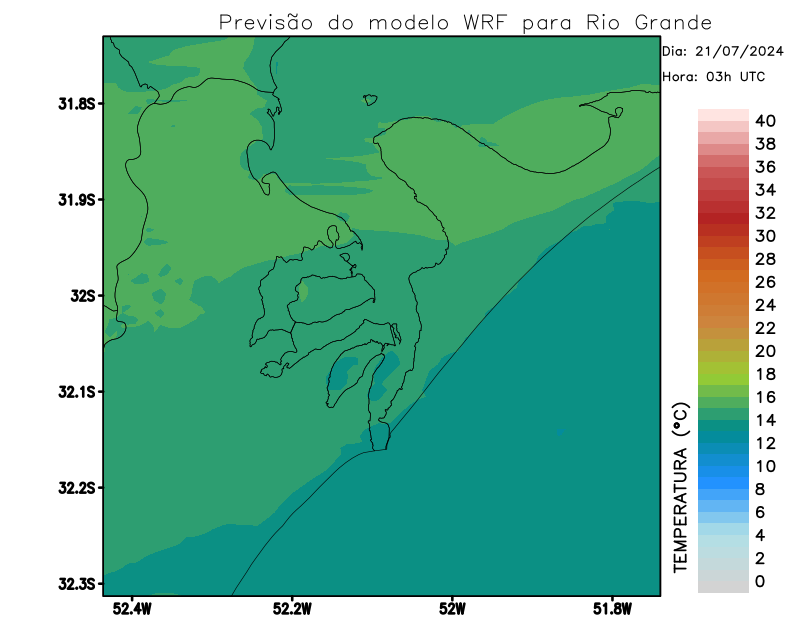 Previsão do modelo WRF para Rio Grande
Dia: 21/07/2024
Hora: 03h UTC
31.8S
31.9S
32S
32.1S
32.2S
32.3S
52.4W
52.2W
52W
51.8W
TEMPERATURA (°C)
40
38
36
34
32
30
28
26
24
22
20
18
16
14
12
10
8
6
4
2
0